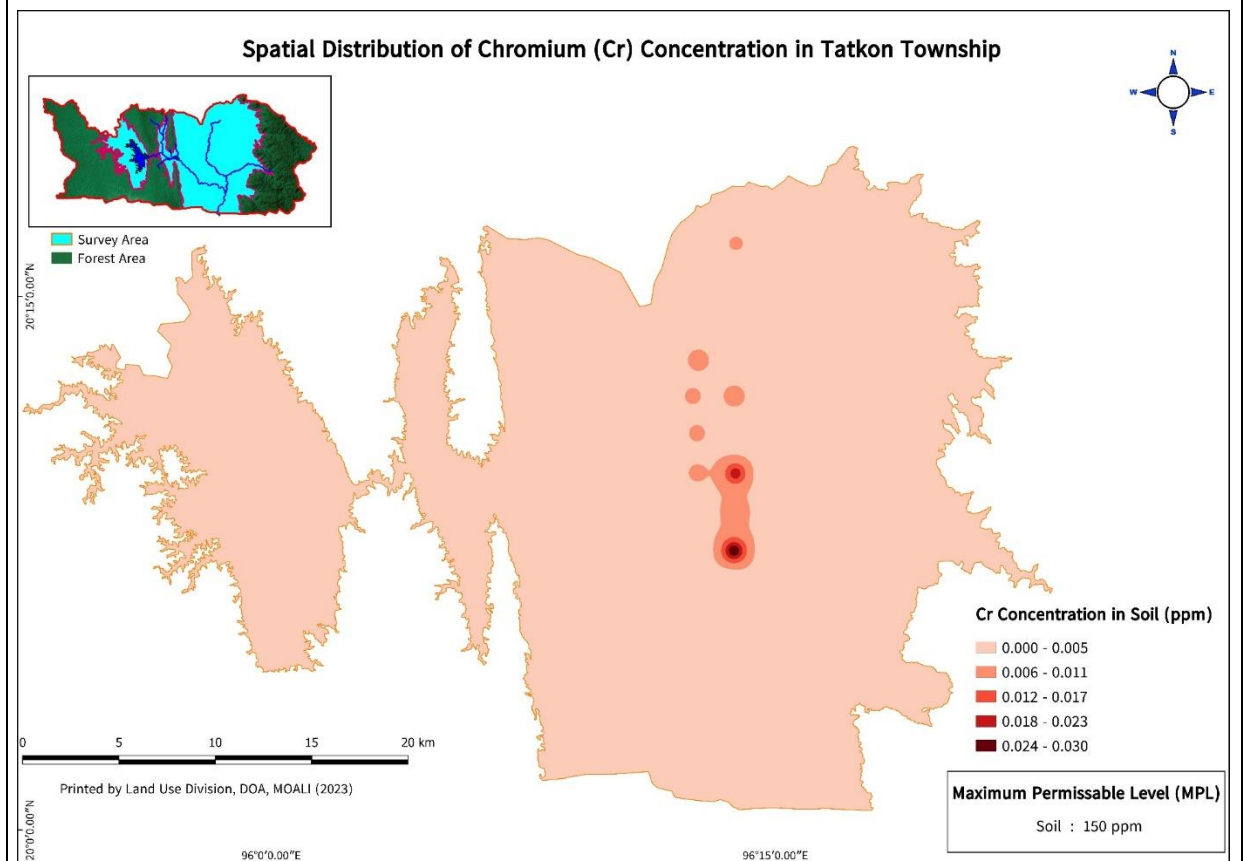 Spatial Distribution of Chromium (Cr) Concentration in Tatkon Township
N
W E
S
Survey Area
Forest Area
20°15'0.00"N
Cr Concentration in Soil (ppm)
0.000 - 0.005
0.006 - 0.011
0.012 - 0.017
0.018 - 0.023
0.024 - 0.030
0 5 10 15 20 km
Printed by Land Use Division, DOA, MOALI (2023)
Maximum Permissable Level (MPL)
Soil : 150 ppm
20°0'0.00"N
96°0'0.00"E
96°15'0.00"E